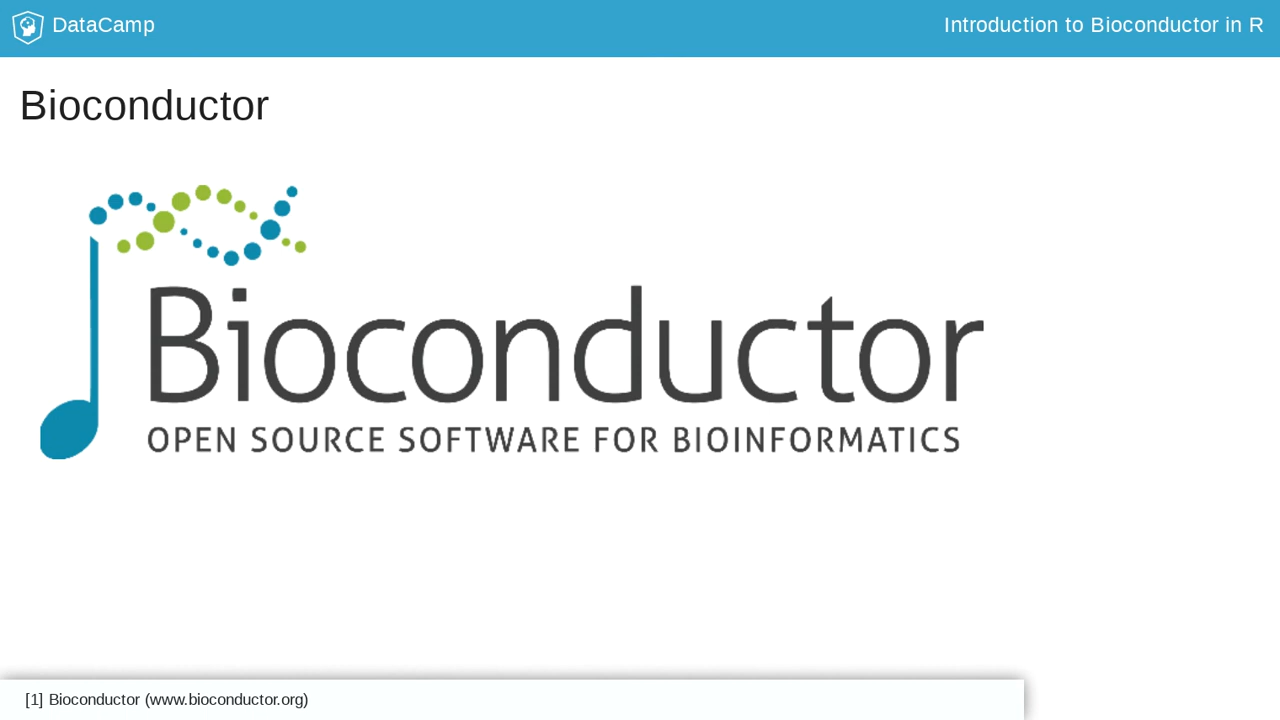 DataCamp
Introduction to Bioconductor in R
Bioconductor
Bioconductor
OPEN SOURCE SOFTWARE FOR BIOINFORMATICS
[1] Bioconductor (www.bioconductor.org)